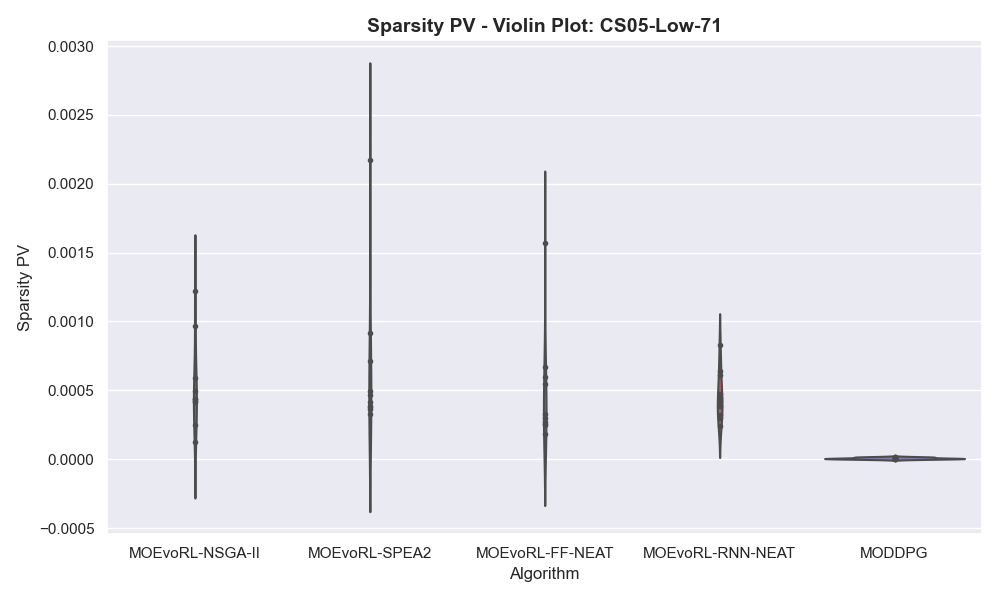 Sparsity PV - Violin Plot: CS05-Low-71
0.0030
0.0025
0.0020
0.0015
0.0010
0.0005
0.0000
−0.0005
Sparsity PV
MOEvoRL-NSGA-II MOEvoRL-SPEA2 MOEvoRL-FF-NEAT MOEvoRL-RNN-NEAT MODDPG
Algorithm